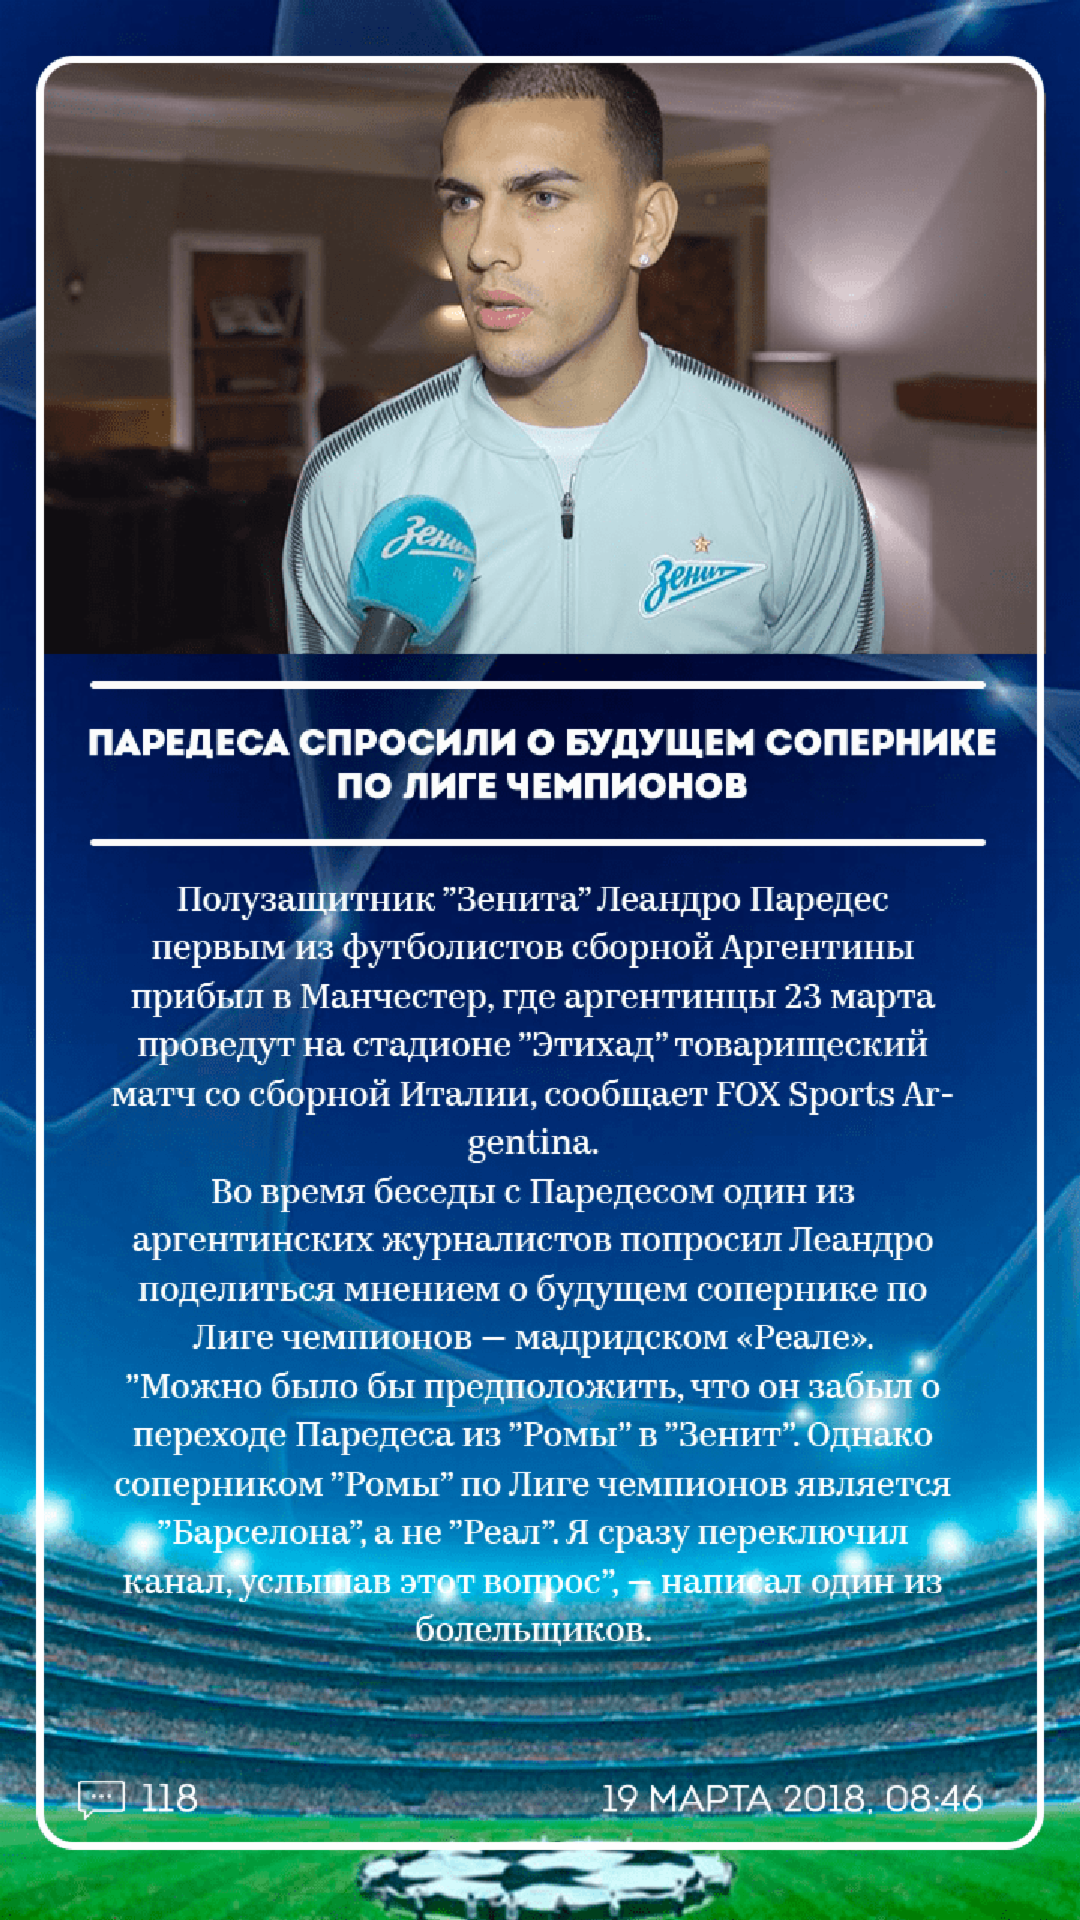 Зенит
TV
Зенит
ПАРЕДЕСА СПРОСИЛИ О БУДУЩЕМ СОПЕРНИКЕ
ПО ЛИГЕ ЧЕМПИОНОВ
Полузащитник ”Зенита” Леандро Паредес
первым из футболистов сборной Аргентины
прибыл в Манчестер, где аргентинцы 23 марта
проведут на стадионе ”Этихад” товарищеский
матч со сборной Италии, сообщает FOX Sports Ar-
gentina.
Во время беседы с Паредесом один из
аргентинских журналистов попросил Леандро
поделиться мнением о будущем сопернике по
Лиге чемпионов — мадридском «Реале».
”Можно было бы предположить, что он забыл о
переходе Паредеса из ”Ромы” в ”Зенит”. Однако
соперником ”Ромы” по Лиге чемпионов является
”Барселона”, а не ”Реал”. Я сразу переключил
канал, услышав этот вопрос”, — написал один из
болельщиков.
118
19 МАРТА 2018, 08:46